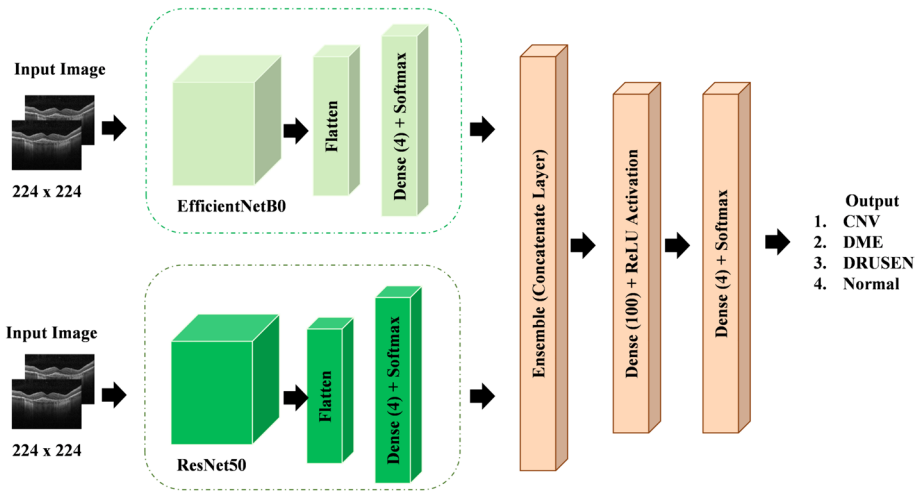 Input Image
224 x 224
EfficientNetB0
Flatten
Dense (4) + Softmax
Input Image
224 x 224
ResNet50
Flatten
Dense (4) + Softmax
Ensemble (Concatenate Layer)
Dense (100) + ReLU Activation
Dense (4) + Softmax
Output
1. CNV
2. DME
3. DRUSEN
4. Normal